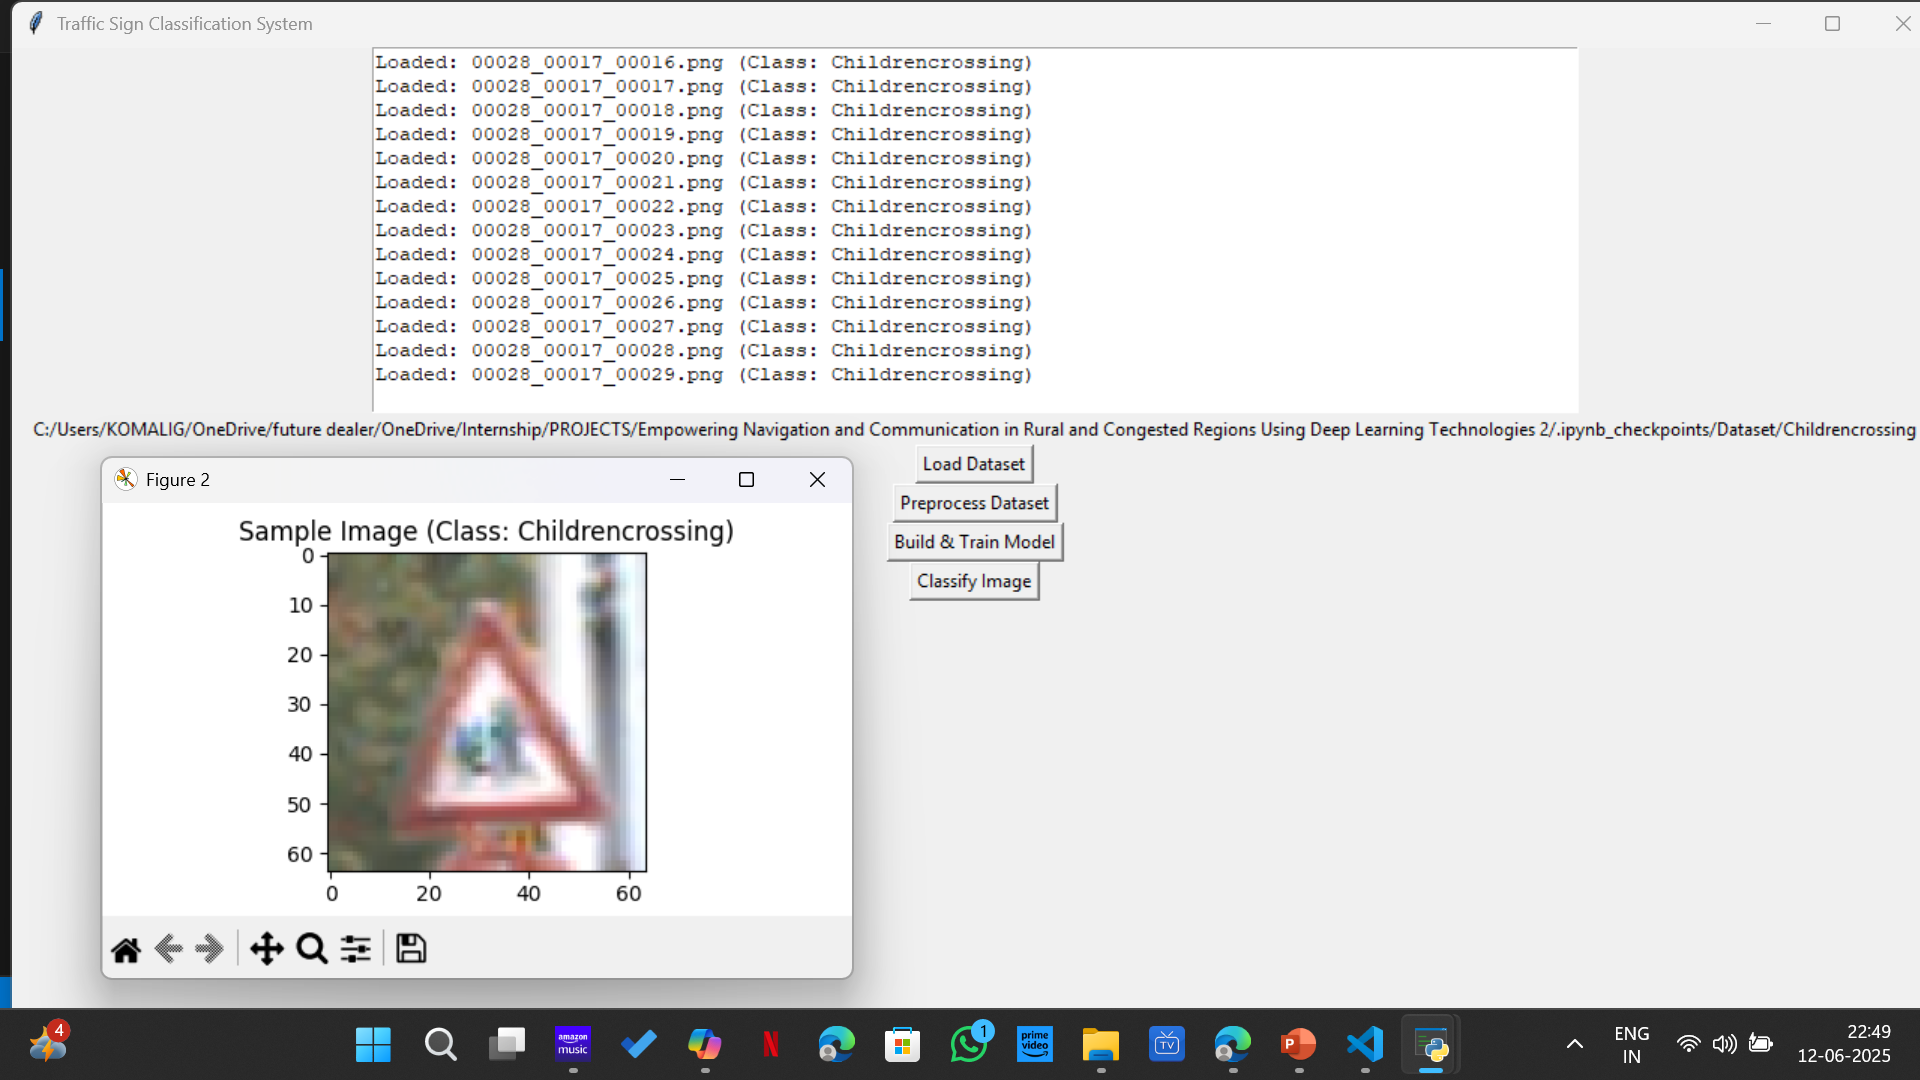 Traffic Sign Classification System
Loaded: 00028_00017_00016.png (Class: Childrencrossing)
Loaded: 00028_00017_00017.png (Class: Childrencrossing)
Loaded: 00028_00017_00018.png (Class: Childrencrossing)
Loaded: 00028_00017_00019.png (Class: Childrencrossing)
Loaded: 00028_00017_00020.png (Class: Childrencrossing)
Loaded: 00028_00017_00021.png (Class: Childrencrossing)
Loaded: 00028_00017_00022.png (Class: Childrencrossing)
Loaded: 00028_00017_00023.png (Class: Childrencrossing)
Loaded: 00028_00017_00024.png (Class: Childrencrossing)
Loaded: 00028_00017_00025.png (Class: Childrencrossing)
Loaded: 00028_00017_00026.png (Class: Childrencrossing)
Loaded: 00028_00017_00027.png (Class: Childrencrossing)
Loaded: 00028_00017_00028.png (Class: Childrencrossing)
Loaded: 00028_00017_00029.png (Class: Childrencrossing)
C:/Users/KOMALIG/OneDrive/future dealer/OneDrive/Internship/PROJECTS/Empowering Navigation and Communication in Rural and Congested Regions Using Deep Learning Technologies 2/.ipynb_checkpoints/Dataset/Childrencrossing
Load Dataset
Preprocess Dataset
Build & Train Model
Classify Image
Figure 2
Sample Image (Class: Childrencrossing)
0
10
20
30
40
50
60
0 20 40 60
4
amazon music
N
1
prime video
TV
P
ENG
IN
22:49
12-06-2025